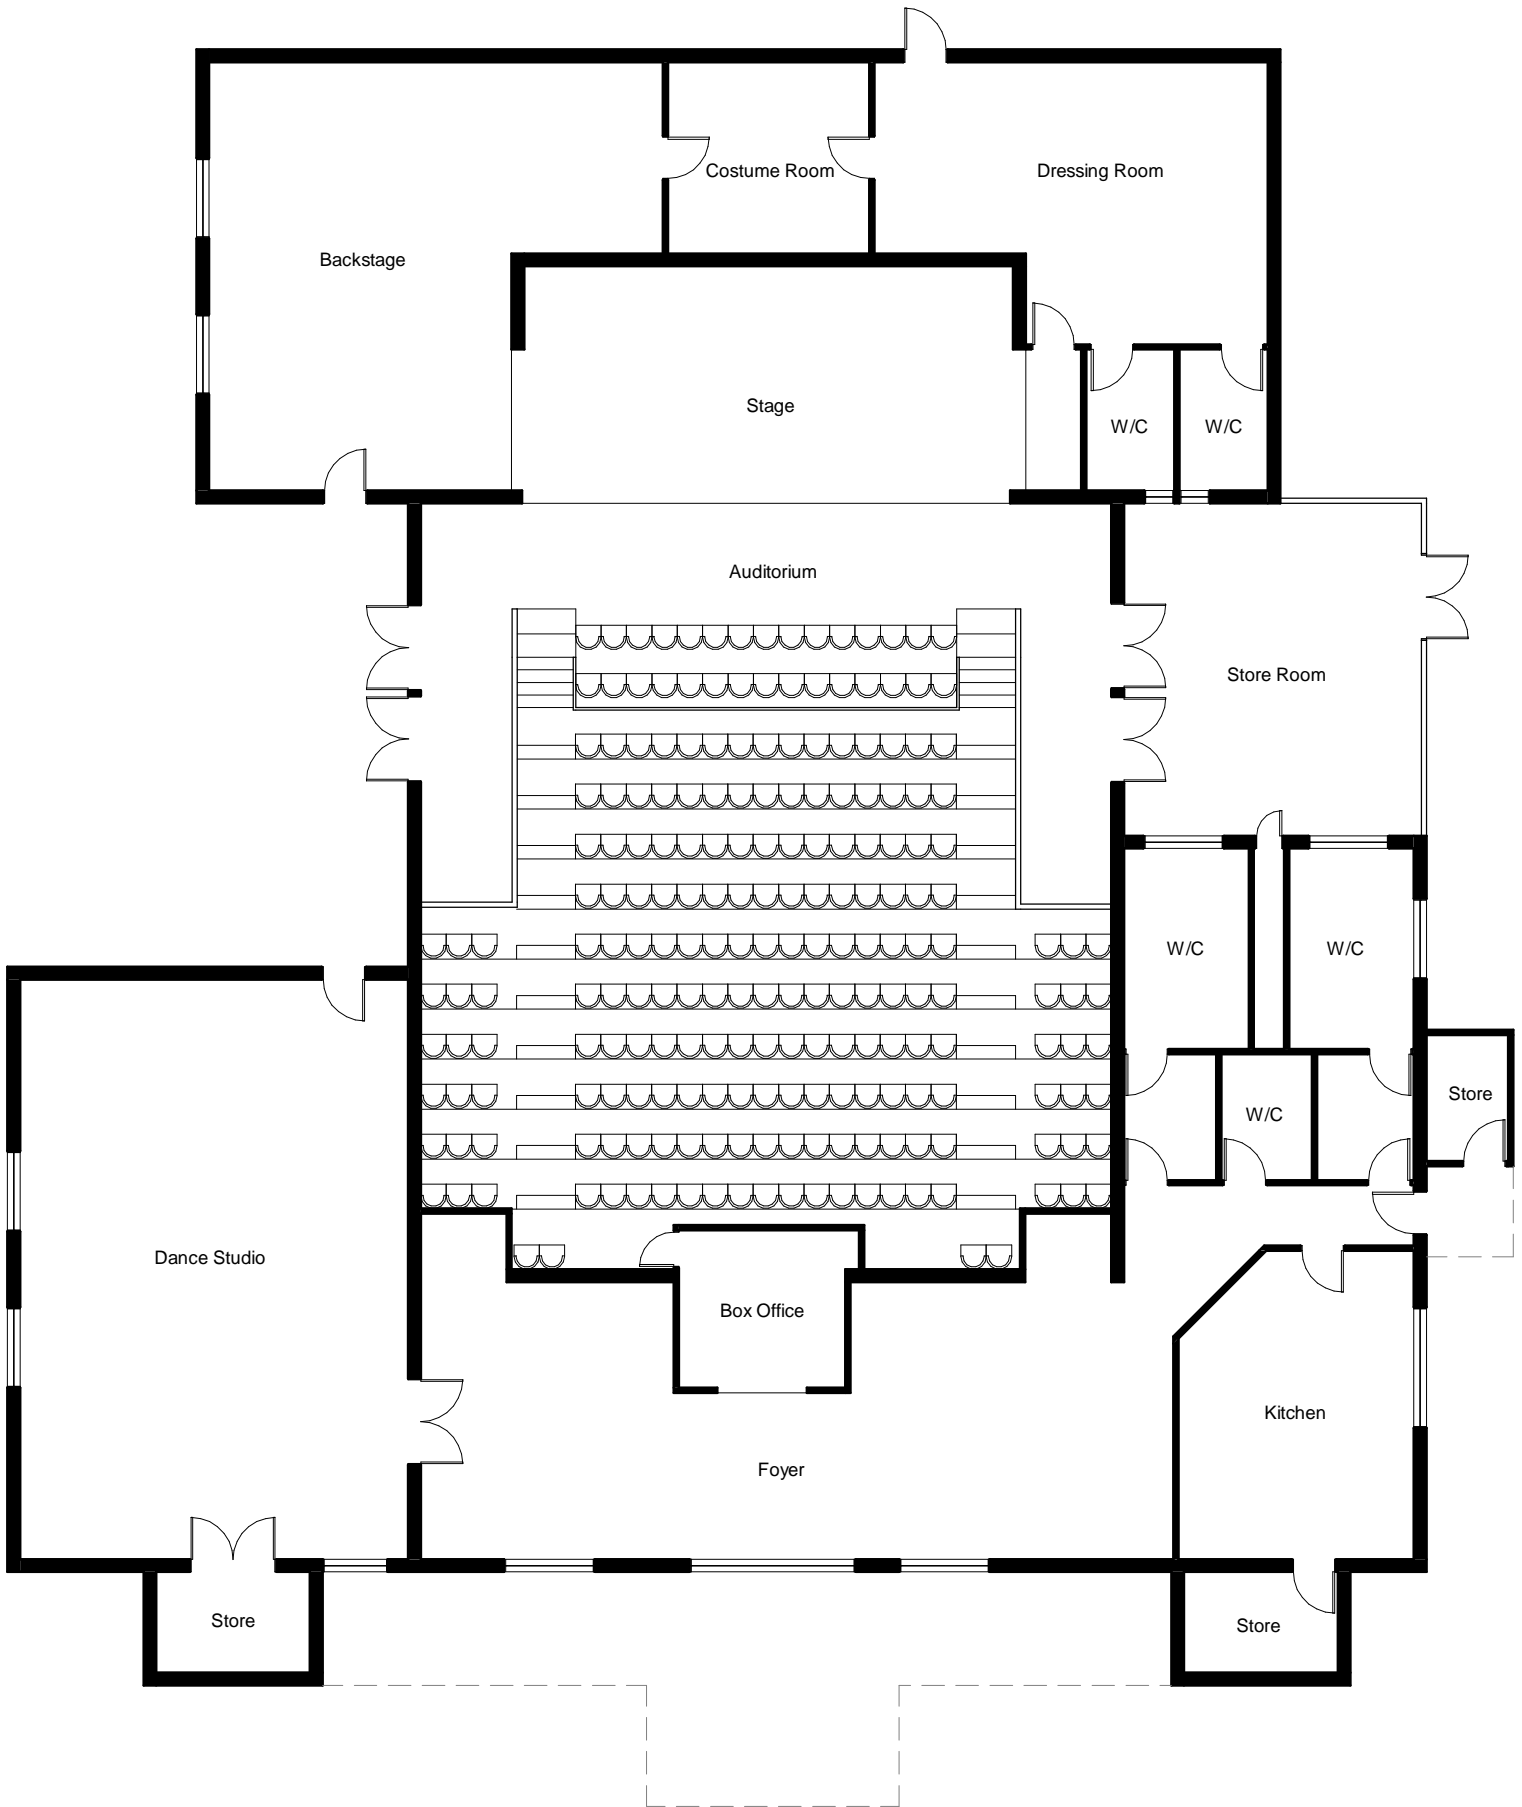 Costume Room
Dressing Room
Backstage
Stage
W/C
W/C
Auditorium
Store Room
W/C
W/C
Store
W/C
Dance Studio
Box Office
Kitchen
Foyer
Store
Store